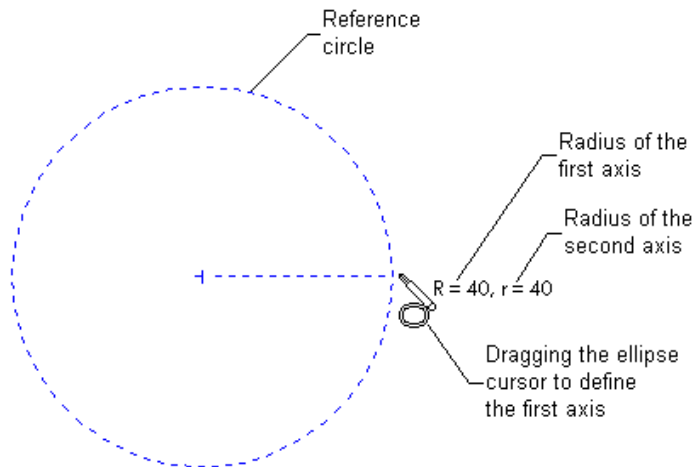 Reference
circle
Radius of the
first axis
Radius of the
second axis
R = 40, r = 40
Dragging the ellipse
cursor to define
the first axis